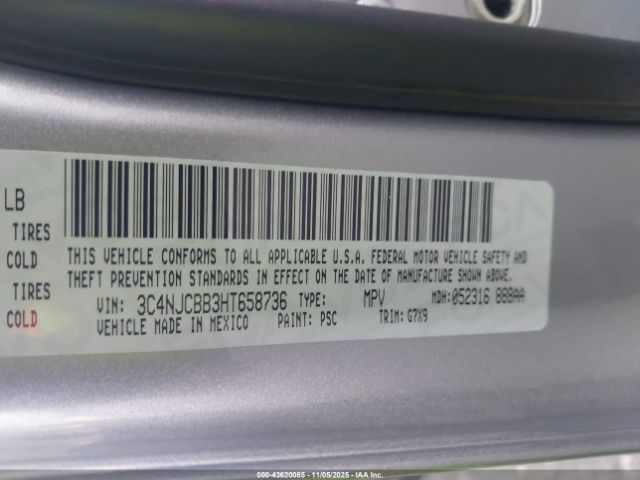 LB
TIRES
COLD
TIRES
COLD
THIS VEHICLE CONFORMS TO ALL APPLICABLE U.S.A. FEDERAL MOTOR VEHICLE SAFETY AND
THEFT PREVENTION STANDARDS IN EFFECT ON THE DATE OF MANUFACTURE SHOWN ABOVE.
VIN: 3C4NJCBB3HT658736 TYPE: MPV MDH:052316 888AA
VEHICLE MADE IN MEXICO PAINT: PSC TRIM: G7X9
000-43620085 - 11/05/2025 - IAA Inc.